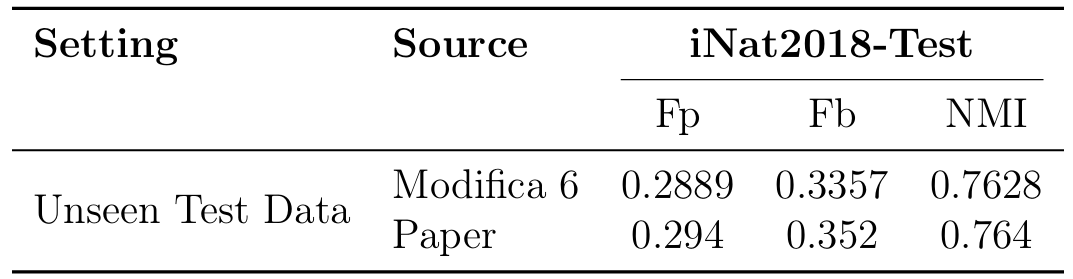 Setting Source iNat2018-Test
Fp Fb NMI
Modifica 6 0.2889 0.3357 0.7628
Unseen Test Data
Paper 0.294 0.352 0.764